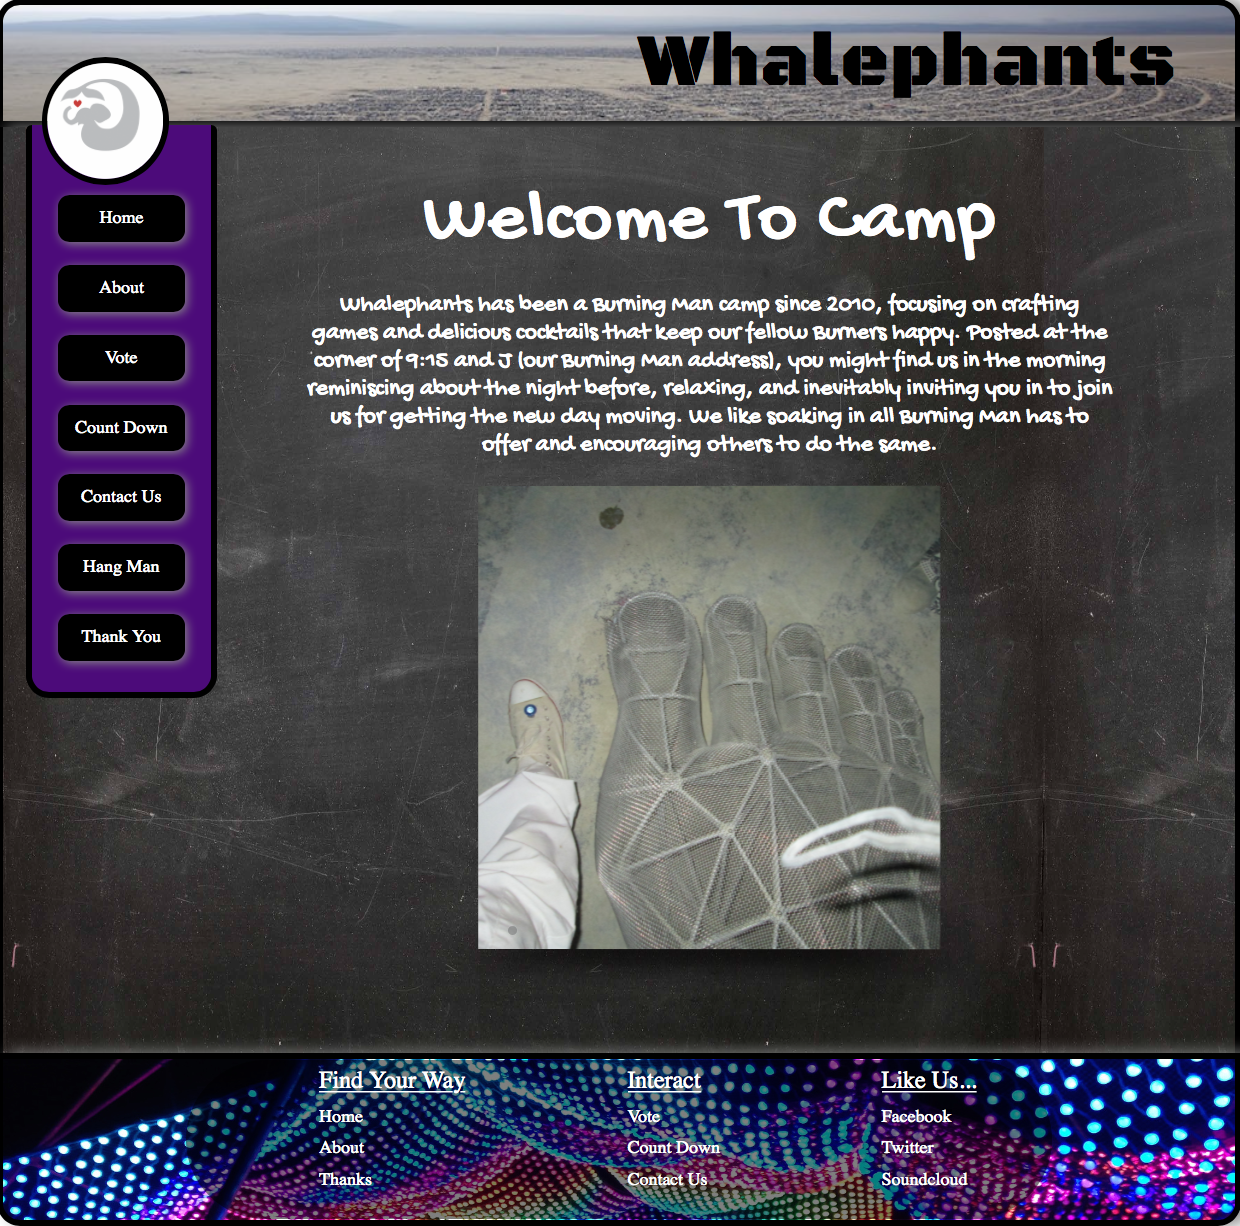 Whalephants
Home
About
Vote
Count Down
Contact Us
Hang Man
Thank You
Welcome To Camp
Whalephants has been a Burning Man camp since 2010, focusing on crafting
games and delicious cocktails that keep our fellow Burners happy. Posted at the
corner of 9:15 and J (our Burning Man address), you might find us in the morning
reminiscing about the night before, relaxing, and inevitably inviting you in to join
us for getting the new day moving. We like soaking in all Burning Man has to
offer and encouraging others to do the same.
Find Your Way
Home
About
Thanks
Interact
Vote
Count Down
Contact Us
Like Us...
Facebook
Twitter
Soundcloud